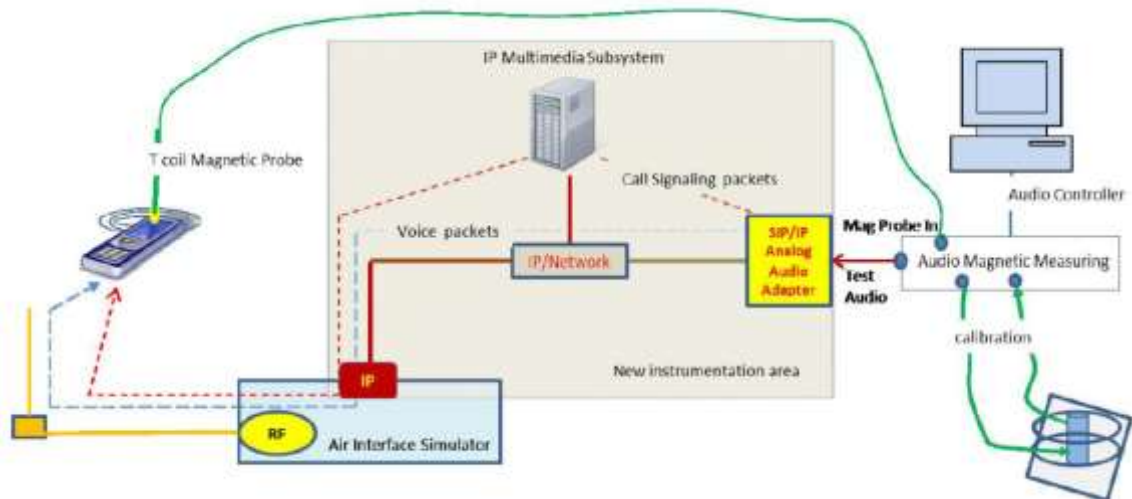 IP Multimedia Subsystem
T coil Magnetic Probe
Call Signaling packets
Audio Controller
Voice packets
IP/Network
SIP/IP
Analog
Audio
Adapter
Mag Probe In
Audio Magnetic Measuring
Test
Audio
calibration
New instrumentation area
IP
RF
Air Interface Simulator